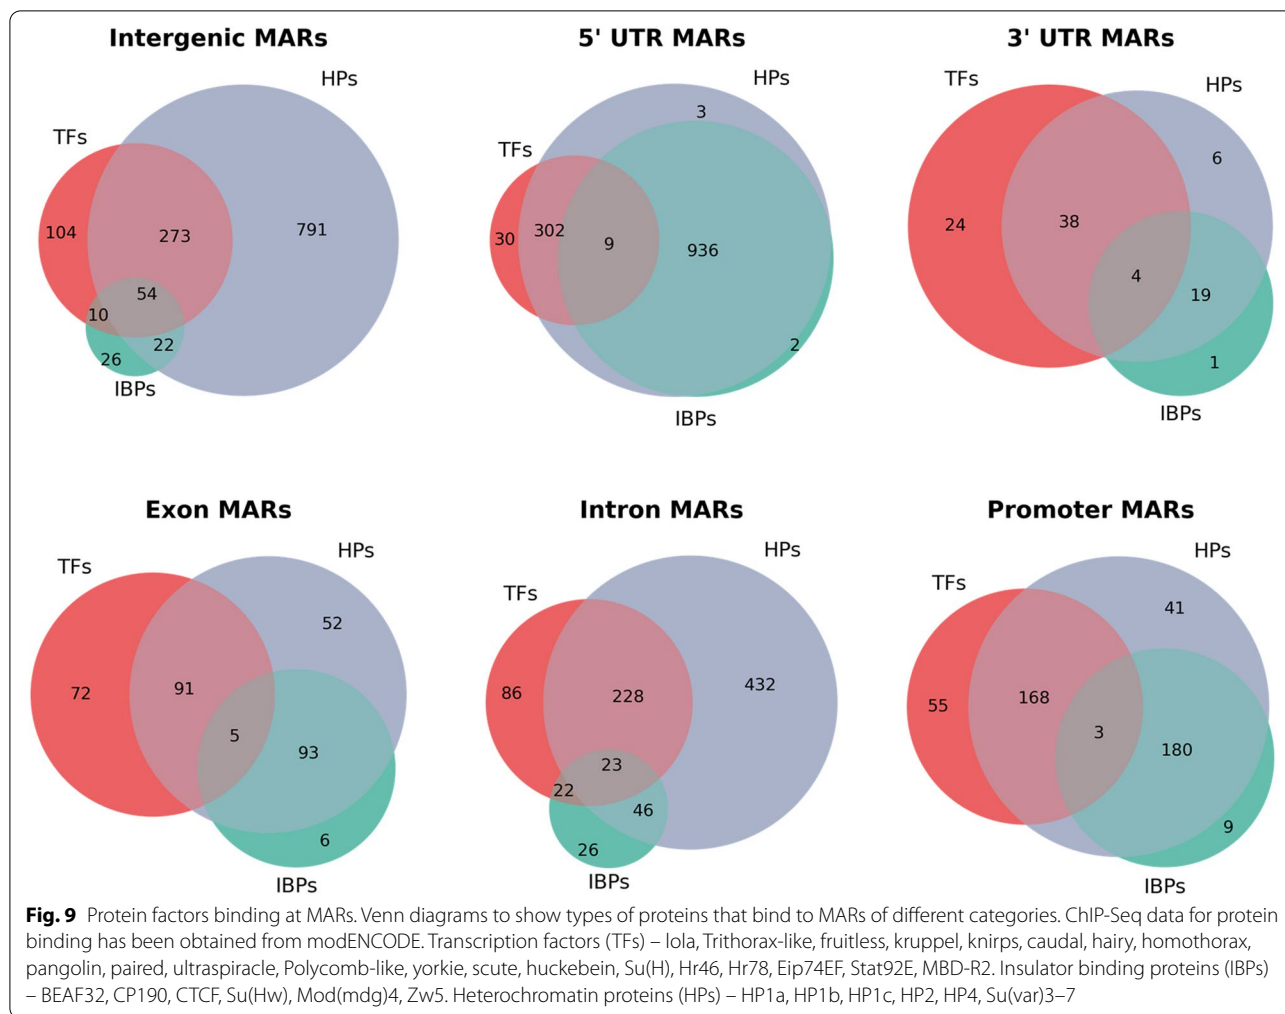 Intergenic MARs
HPs
TFs
104
273
791
54
10
22
26
IBPs
5' UTR MARs
HPs
3
TFs
30
302
9
936
2
IBPs
3' UTR MARs
TFs
HPs
6
24
38
4
19
1
IBPs
Exon MARs
HPs
TFs
52
72
91
5
93
6
IBPs
Intron MARs
HPs
TFs
86
228
432
23
22
46
26
IBPs
Promoter MARs
HPs
TFs
41
55
168
3
180
9
IBPs
Fig. 9 Protein factors binding at MARs. Venn diagrams to show types of proteins that bind to MARs of different categories. ChIP-Seq data for protein
binding has been obtained from modENCODE. Transcription factors (TFs) – lola, Trithorax-like, fruitless, kruppel, knirps, caudal, hairy, homothorax,
pangolin, paired, ultraspiracle, Polycomb-like, yorkie, scute, huckebein, Su(H), Hr46, Hr78, Eip74EF, Stat92E, MBD-R2. Insulator binding proteins (IBPs)
– BEAF32, CP190, CTCF, Su(Hw), Mod(mdg)4, Zw5. Heterochromatin proteins (HPs) – HP1a, HP1b, HP1c, HP2, HP4, Su(var)3–7